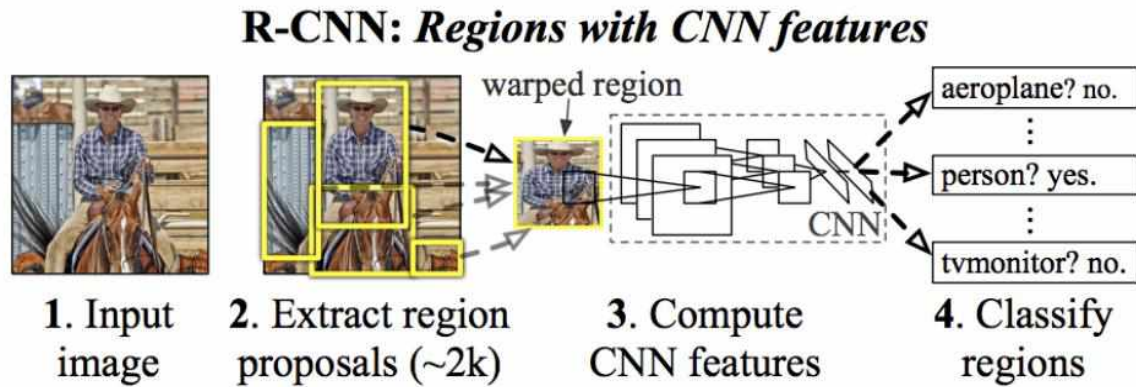 R-CNN: Regions with CNN features
warped region
aeroplane? no.
⋮
person? yes.
⋮
tvmonitor? no.
CNN
1. Input
image
2. Extract region
proposals (~2k)
3. Compute
CNN features
4. Classify
regions